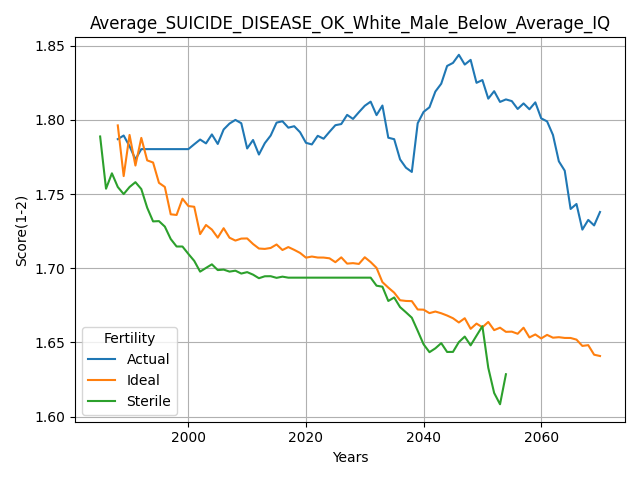 Average_SUICIDE_DISEASE_OK_White_Male_Below_Average_IQ
Score(1-2)
1.85
1.80
1.75
1.70
1.65
1.60
Fertility
Actual
Ideal
Sterile
2000 2020 2040 2060
Years